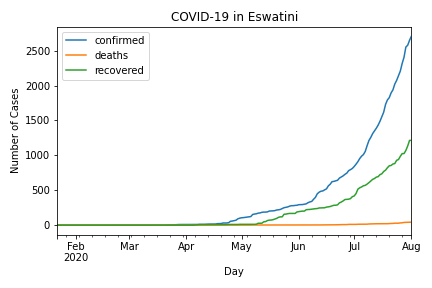 COVID-19 in Eswatini
confirmed
deaths
recovered
Number of Cases
2500
2000
1500
1000
500
0
Feb Mar Apr May Jun Jul Aug
2020
Day